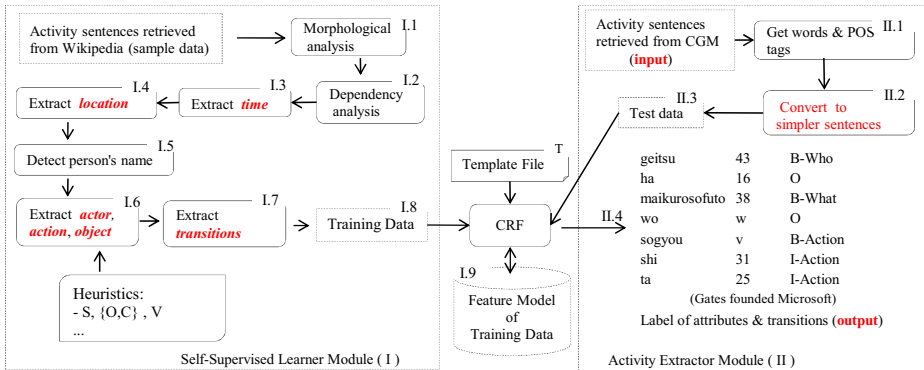 Activity sentences retrieved
from Wikipedia (sample data)
I.1
Morphological
analysis
I.2
Dependency
analysis
I.3
Extract time
I.4
Extract location
I.5
Detect person's name
I.6
Extract actor,
action, object
I.7
Extract
transitions
I.8
Training Data
Heuristics:
- S, {O,C} , V
...
Self-Supervised Learner Module ( I )
T
Template File
CRF
I.9
Feature Model
of
Training Data
Activity sentences
retrieved from CGM
(input)
II.1
Get words & POS
tags
II.2
Convert to
simpler sentences
II.3
Test data
II.4
geitsu 43 B-Who
ha 16 O
maikurosofuto 38 B-What
wo w O
sogyou v B-Action
shi 31 I-Action
ta 25 I-Action
(Gates founded Microsoft)
Label of attributes & transitions (output)
Activity Extractor Module ( II )